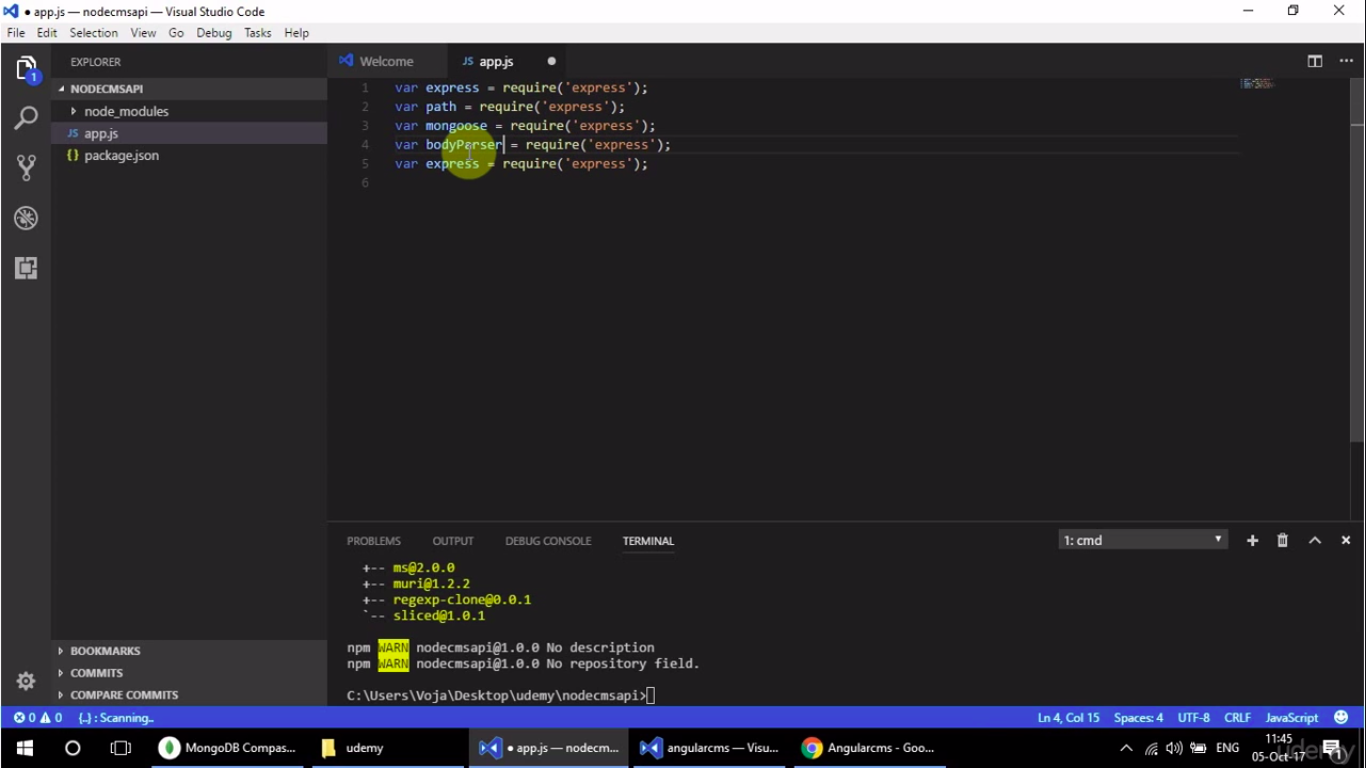 ● app.js — nodecmsapi — Visual Studio Code
File Edit Selection View Go Debug Tasks Help
1
EXPLORER
NODECMSAPI
node_modules
JS app.js
{} package.json
BOOKMARKS
COMMITS
COMPARE COMMITS
Welcome
JS app.js ●
1 var express = require('express');
2 var path = require('express');
3 var mongoose = require('express');
4 var bodyParser = require('express');
5 var express = require('express');
6
PROBLEMS OUTPUT DEBUG CONSOLE TERMINAL
1: cmd
+-- ms@2.0.0
+-- muri@1.2.2
+-- regexp-clone@0.0.1
`-- sliced@1.0.1
npm WARN nodecmsapi@1.0.0 No description
npm WARN nodecmsapi@1.0.0 No repository field.
C:\Users\Voja\Desktop\udemy\nodecmsapi>
0 0 {..} : Scanning..
Ln 4, Col 15 Spaces: 4 UTF-8 CRLF JavaScript
MongoDB Compas...
udemy
● app.js — nodecm...
angularcms — Visu...
Angularcms - Goo...
ENG
11:45
05-Oct-17
1
udemy